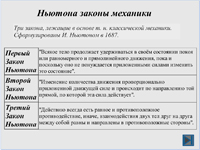 Ньютона законы механики
Три закона, лежащие в основе т. н. классической механики.
Сформулированы И. Ньютоном в 1687.
Первый
Закон
Ньютона
"Всякое тело продолжает удерживаться в своём состоянии покоя
или равномерного и прямолинейного движения, пока и
поскольку оно не понуждается приложенными силами изменить
это состояние".
Второй
Закон
Ньютона
"Изменение количества движения пропорционально
приложенной движущей силе и происходит по направлению той
прямой, по которой эта сила действует".
Третий
Закон
Ньютона
"Действию всегда есть равное и противоположное
противодействие, иначе, взаимодействия двух тел друг на друга
между собой равны и направлены в противоположные стороны".